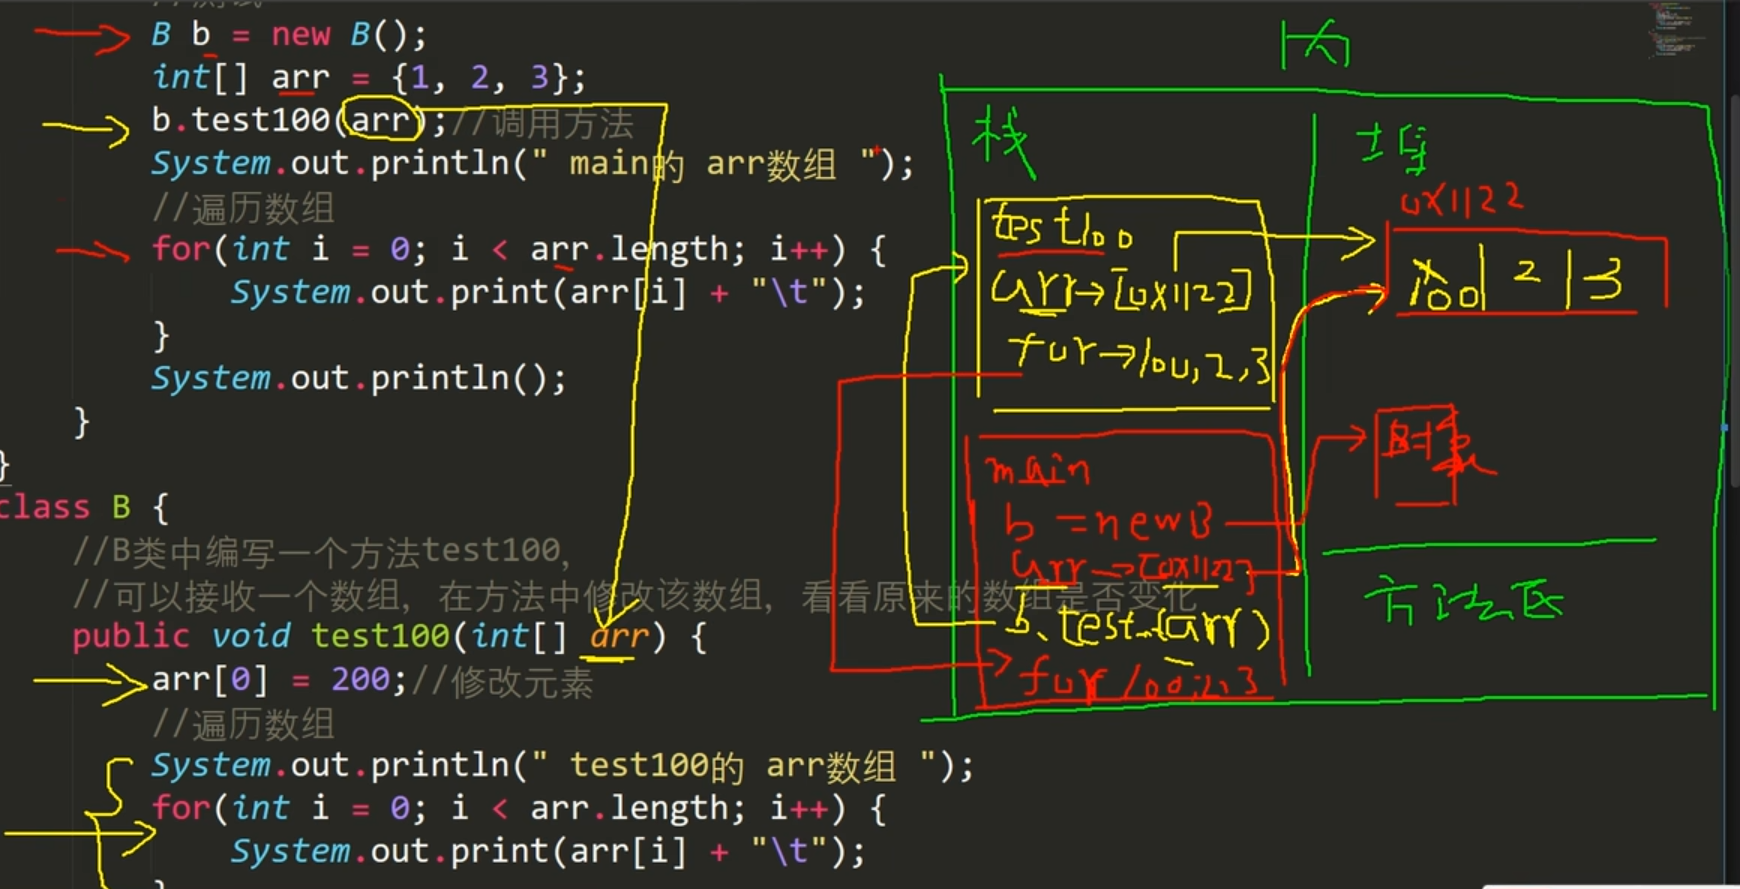 B b = new B();
int[] arr = {1, 2, 3};
b.test100(arr);//调用方法
System.out.println(" main的 arr数组 ");
//遍历数组
for(int i = 0; i < arr.length; i++) {
System.out.print(arr[i] + "\t");
}
System.out.println();
}
}
class B {
//B类中编写一个方法test100,
//可以接收一个数组, 在方法中修改该数组, 看看原来的数组是否变化
public void test100(int[] arr) {
arr[0] = 200;//修改元素
//遍历数组
System.out.println(" test100的 arr数组 ");
for(int i = 0; i < arr.length; i++) {
System.out.print(arr[i] + "\t");
}
内
栈
堆
test100
arr→[0x1122]
for→100,2,3
0x1122
100 2 3
main
b = new B
arr→[0x1122]
b.test..(arr)
for 100,2,3
方法区